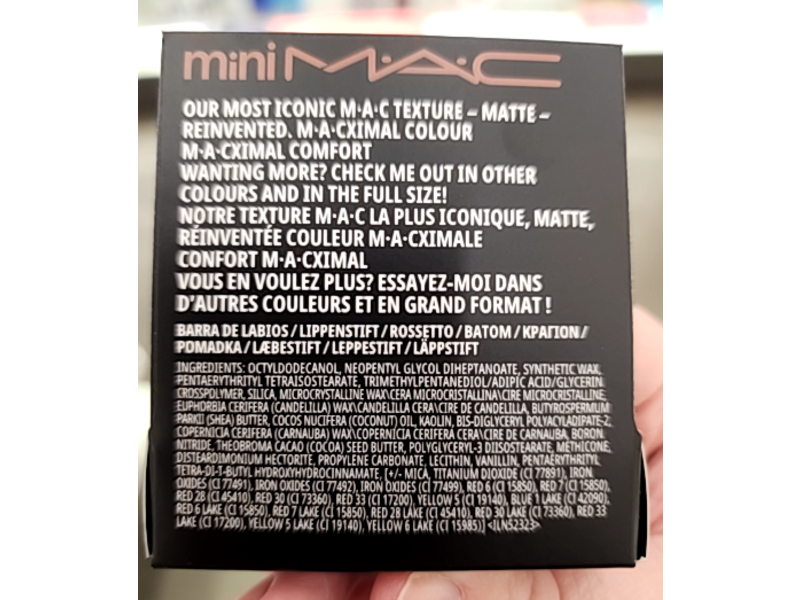 mini M·A·C
OUR MOST ICONIC M·A·C TEXTURE – MATTE –
REINVENTED. M·A·CXIMAL COLOUR
M·A·CXIMAL COMFORT
WANTING MORE? CHECK ME OUT IN OTHER
COLOURS AND IN THE FULL SIZE!
NOTRE TEXTURE M·A·C LA PLUS ICONIQUE, MATTE,
RÉINVENTÉE COULEUR M·A·CXIMALE
CONFORT M·A·CXIMAL
VOUS EN VOULEZ PLUS? ESSAYEZ-MOI DANS
D'AUTRES COULEURS ET EN GRAND FORMAT !
BARRA DE LABIOS / LIPPENSTIFT / ROSSETTO / BATOM / ΚΡΑΓΙΟΝ /
POMADKA / LÆBESTIFT / LEPPESTIFT / LÄPPSTIFT
INGREDIENTS: OCTYLDODECANOL, NEOPENTYL GLYCOL DIHEPTANOATE, SYNTHETIC WAX,
PENTAERYTHRITYL TETRAISOSTEARATE, TRIMETHYLPENTANEDIOL/ADIPIC ACID/GLYCERIN
CROSSPOLYMER, SILICA, MICROCRYSTALLINE WAX\CERA MICROCRISTALLINA\CIRE MICROCRISTALLINE,
EUPHORBIA CERIFERA (CANDELILLA) WAX\CANDELILLA CERA\CIRE DE CANDELILLA, BUTYROSPERMUM
PARKII (SHEA) BUTTER, COCOS NUCIFERA (COCONUT) OIL, KAOLIN, BIS-DIGLYCERYL POLYACYLADIPATE-2,
COPERNICIA CERIFERA (CARNAUBA) WAX\COPERNICIA CERIFERA CERA\CIRE DE CARNAUBA, BORON
NITRIDE, THEOBROMA CACAO (COCOA) SEED BUTTER, POLYGLYCERYL-3 DIISOSTEARATE, METHICONE,
DISTEARDIMONIUM HECTORITE, PROPYLENE CARBONATE, LECITHIN, VANILLIN, PENTAERYTHRITYL
TETRA-DI-T-BUTYL HYDROXYHYDROCINNAMATE, [+/- MICA, TITANIUM DIOXIDE (CI 77891), IRON
OXIDES (CI 77491), IRON OXIDES (CI 77492), IRON OXIDES (CI 77499), RED 6 (CI 15850), RED 7 (CI 15850),
RED 28 (CI 45410), RED 30 (CI 73360), RED 33 (CI 17200), YELLOW 5 (CI 19140), BLUE 1 LAKE (CI 42090),
RED 6 LAKE (CI 15850), RED 7 LAKE (CI 15850), RED 28 LAKE (CI 45410), RED 30 LAKE (CI 73360), RED 33
LAKE (CI 17200), YELLOW 5 LAKE (CI 19140), YELLOW 6 LAKE (CI 15985)] <ILN52323>